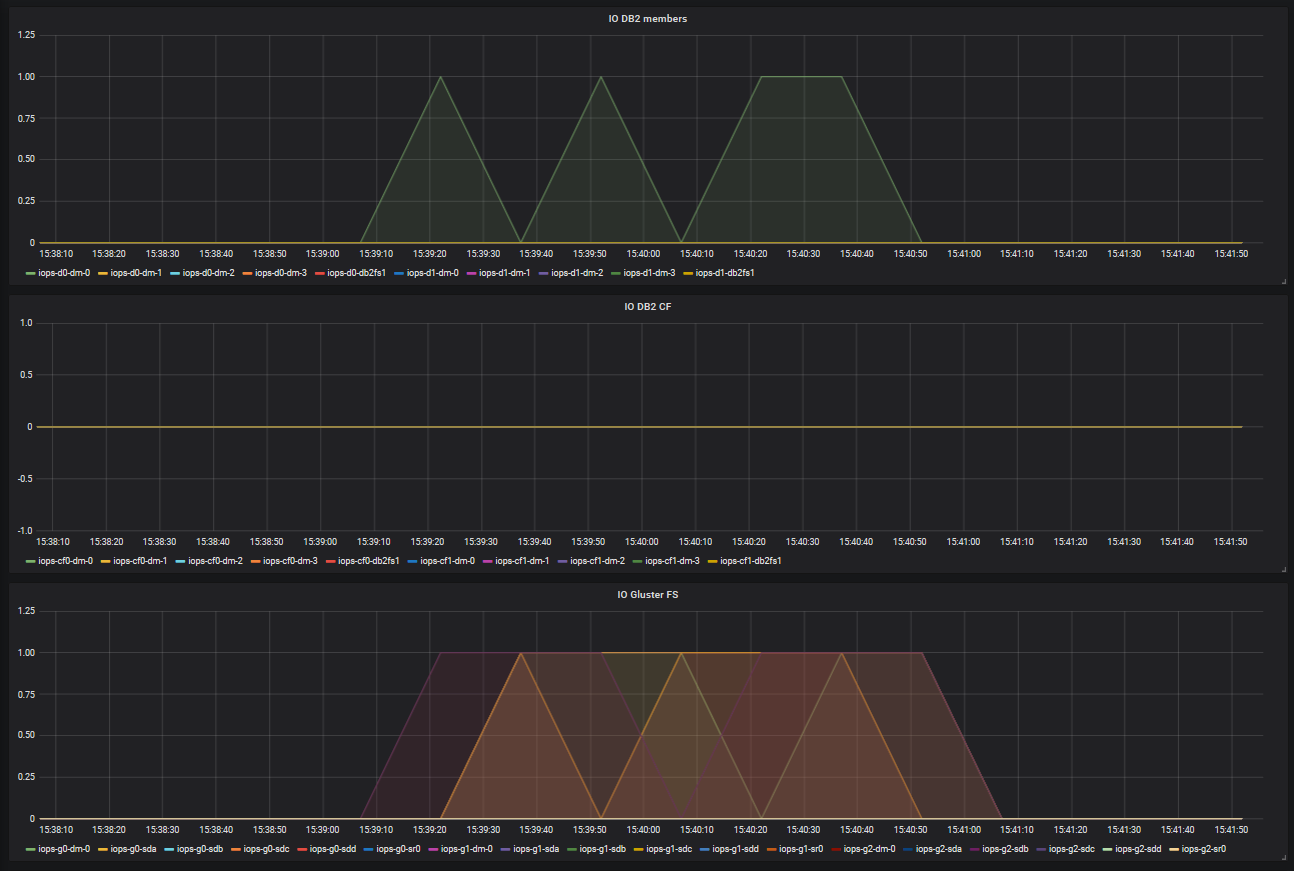 IO DB2 members
1.25
1.00
0.75
0.50
0.25
0
15:38:10 15:38:20 15:38:30 15:38:40 15:38:50 15:39:00 15:39:10 15:39:20 15:39:30 15:39:40 15:39:50 15:40:00 15:40:10 15:40:20 15:40:30 15:40:40 15:40:50 15:41:00 15:41:10 15:41:20 15:41:30 15:41:40 15:41:50
iops-d0-dm-0 iops-d0-dm-1 iops-d0-dm-2 iops-d0-dm-3 iops-d0-db2fs1 iops-d1-dm-0 iops-d1-dm-1 iops-d1-dm-2 iops-d1-dm-3 iops-d1-db2fs1
IO DB2 CF
1.0
0.5
0
-0.5
-1.0
15:38:10 15:38:20 15:38:30 15:38:40 15:38:50 15:39:00 15:39:10 15:39:20 15:39:30 15:39:40 15:39:50 15:40:00 15:40:10 15:40:20 15:40:30 15:40:40 15:40:50 15:41:00 15:41:10 15:41:20 15:41:30 15:41:40 15:41:50
iops-cf0-dm-0 iops-cf0-dm-1 iops-cf0-dm-2 iops-cf0-dm-3 iops-cf0-db2fs1 iops-cf1-dm-0 iops-cf1-dm-1 iops-cf1-dm-2 iops-cf1-dm-3 iops-cf1-db2fs1
IO Gluster FS
1.25
1.00
0.75
0.50
0.25
0
15:38:10 15:38:20 15:38:30 15:38:40 15:38:50 15:39:00 15:39:10 15:39:20 15:39:30 15:39:40 15:39:50 15:40:00 15:40:10 15:40:20 15:40:30 15:40:40 15:40:50 15:41:00 15:41:10 15:41:20 15:41:30 15:41:40 15:41:50
iops-g0-dm-0 iops-g0-sda iops-g0-sdb iops-g0-sdc iops-g0-sdd iops-g0-sr0 iops-g1-dm-0 iops-g1-sda iops-g1-sdb iops-g1-sdc iops-g1-sdd iops-g1-sr0 iops-g2-dm-0 iops-g2-sda iops-g2-sdb iops-g2-sdc iops-g2-sdd iops-g2-sr0